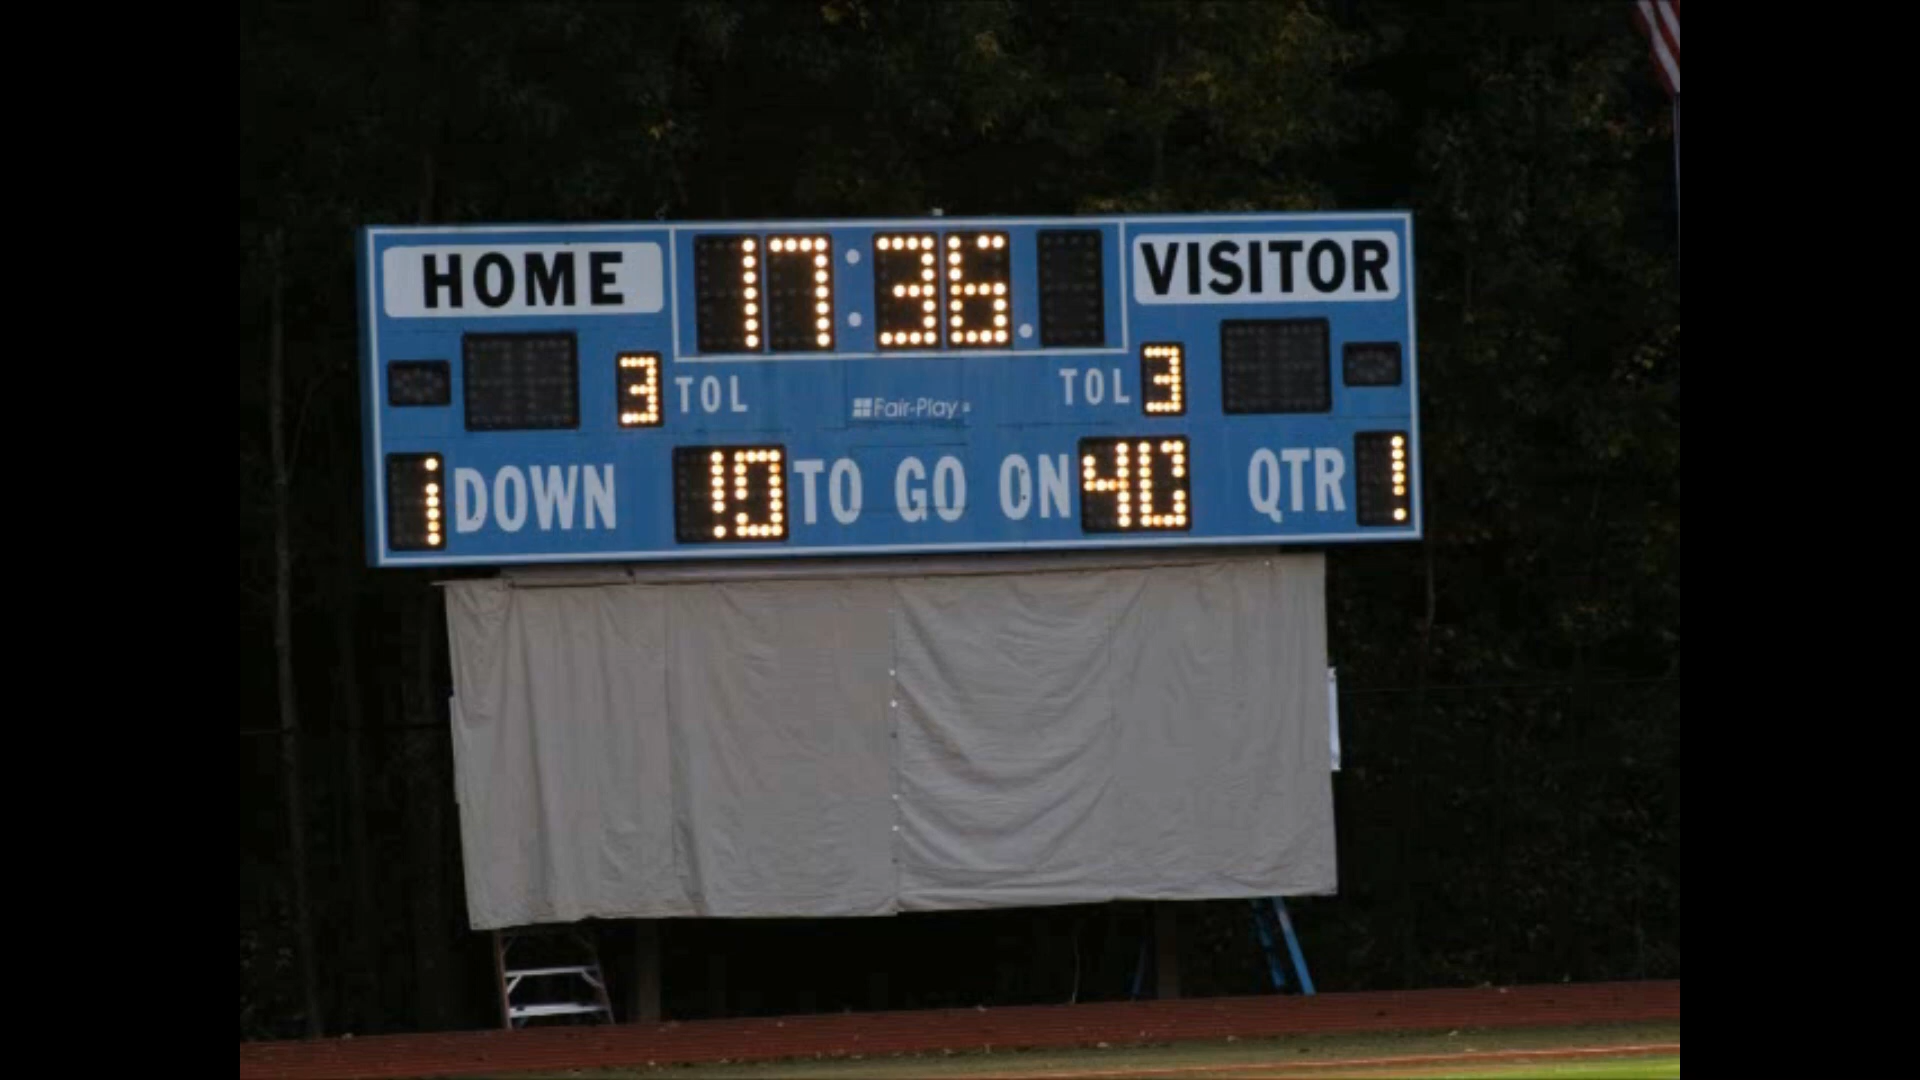 HOME 17:36 VISITOR
3 TOL Fair-Play TOL 3
1 DOWN 10 TO GO ON 40 QTR 1